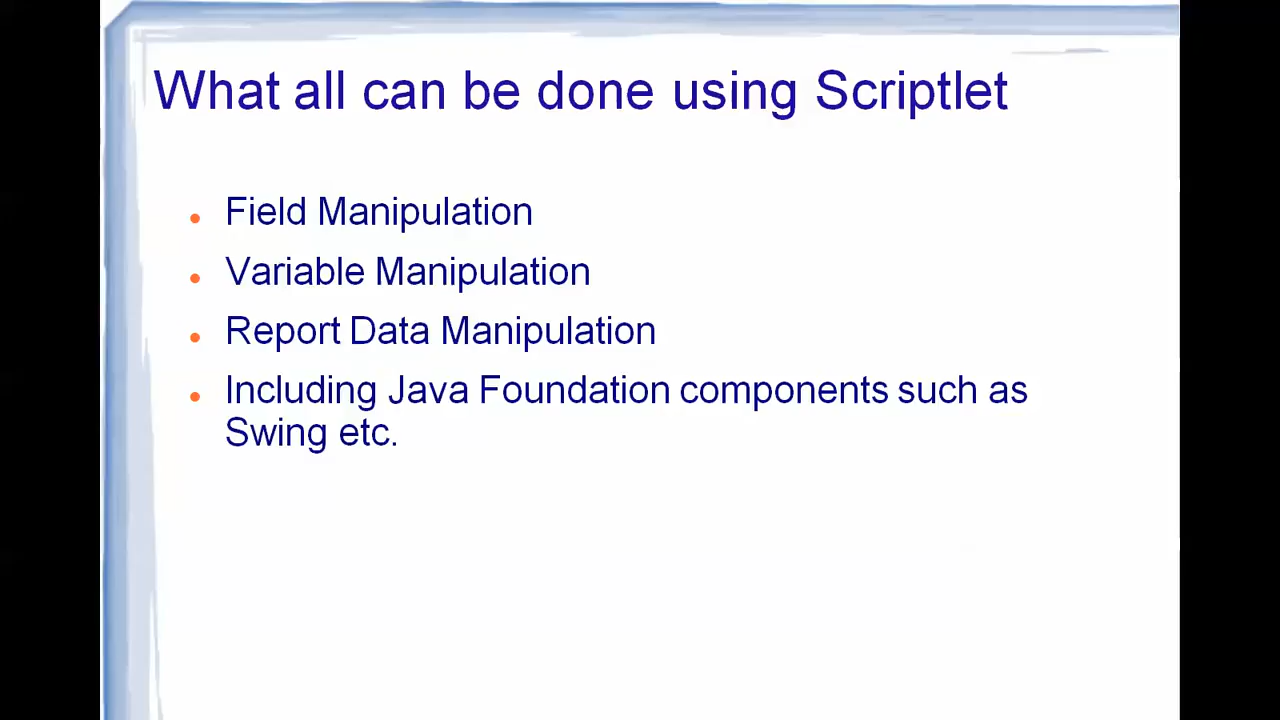 What all can be done using Scriptlet
Field Manipulation
Variable Manipulation
Report Data Manipulation
Including Java Foundation components such as
Swing etc.